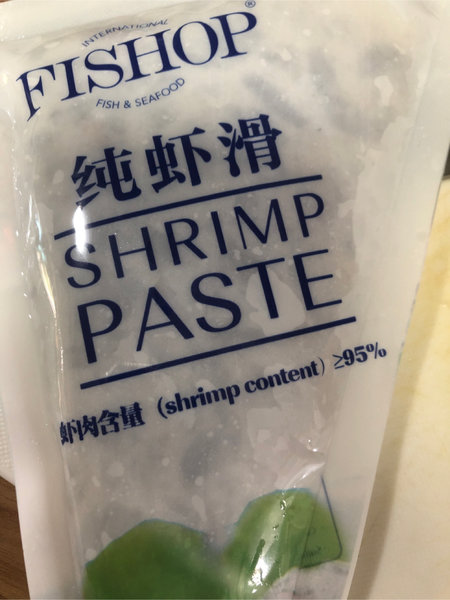 INTERNATIONAL
FISHOP®
FISH & SEAFOOD
纯虾滑
SHRIMP
PASTE
虾肉含量（shrimp content）≥95%